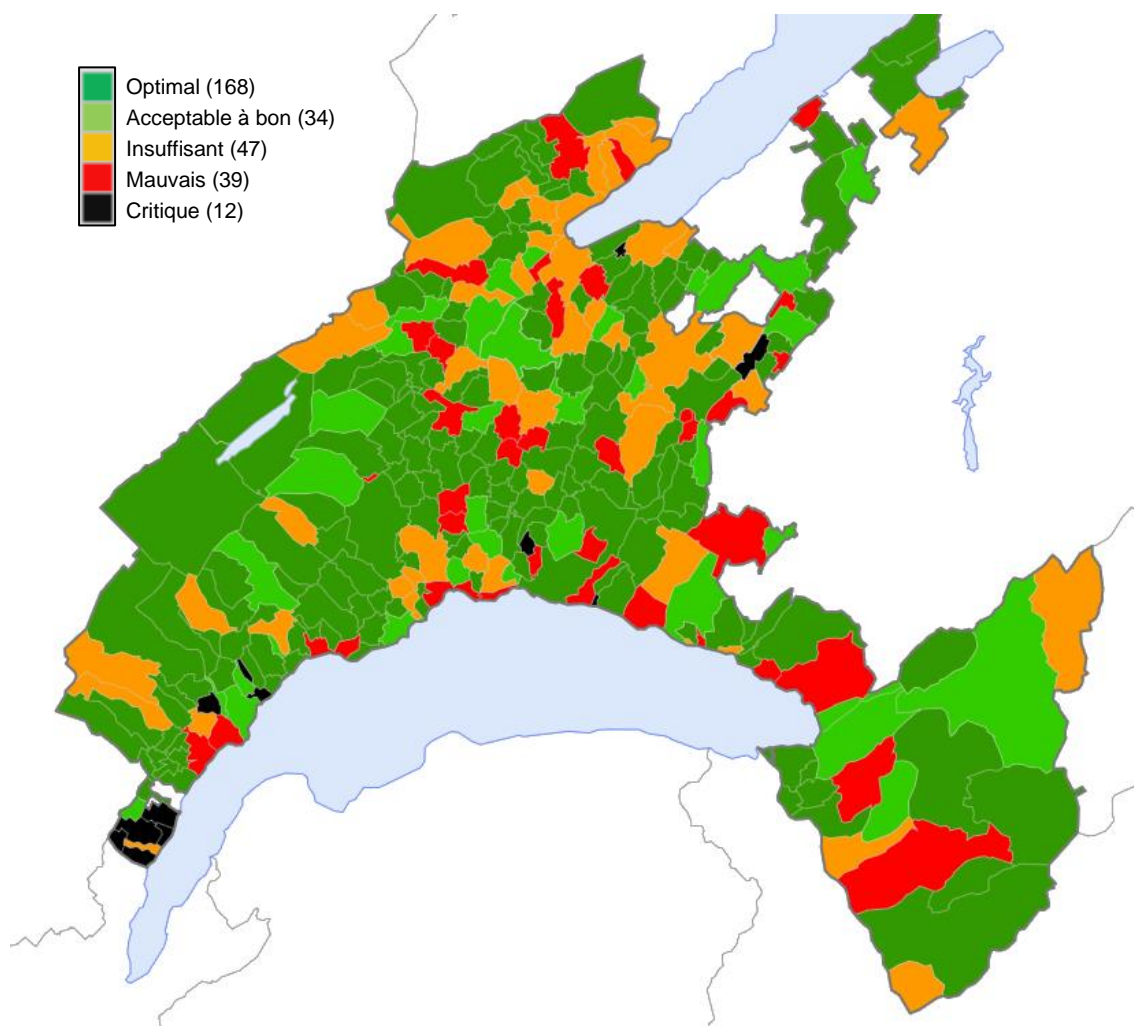 Optimal (168)
Acceptable à bon (34)
Insuffisant (47)
Mauvais (39)
Critique (12)